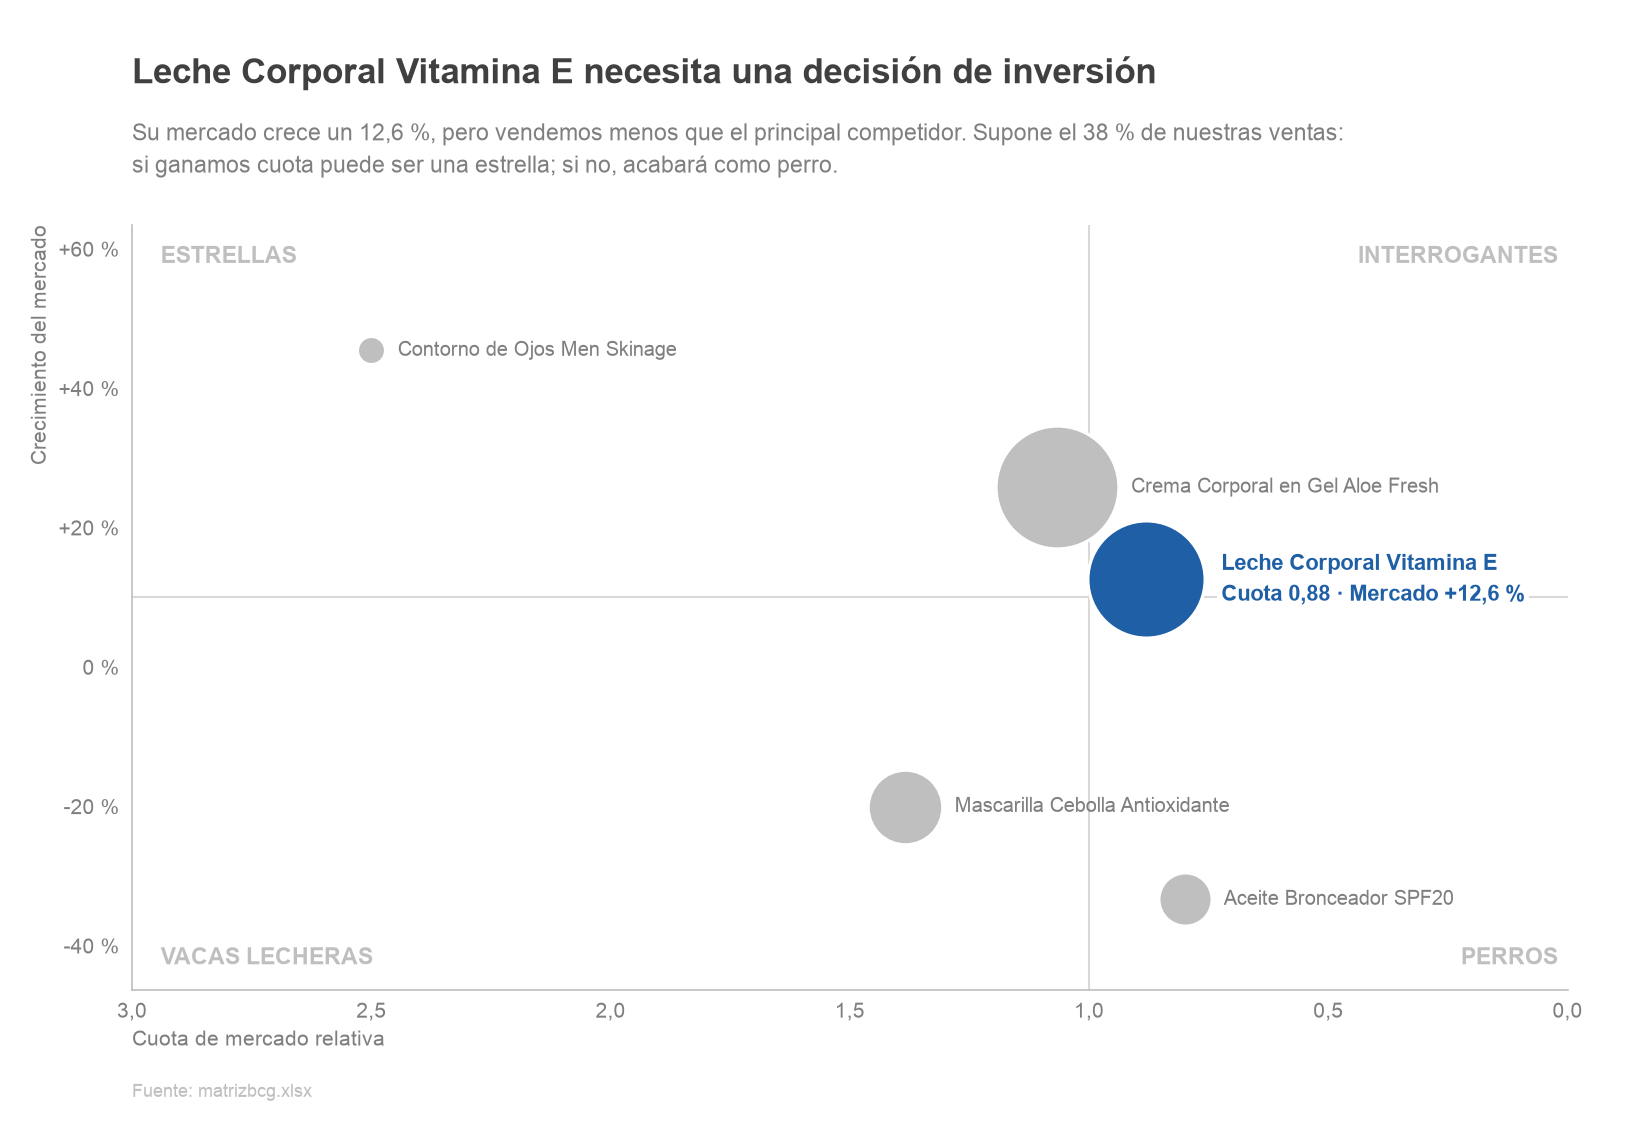 Leche Corporal Vitamina E necesita una decisión de inversión
Su mercado crece un 12,6 %, pero vendemos menos que el principal competidor. Supone el 38 % de nuestras ventas:
si ganamos cuota puede ser una estrella; si no, acabará como perro.
Crecimiento del mercado
+60 %
+40 %
+20 %
0 %
-20 %
-40 %
ESTRELLAS
INTERROGANTES
Contorno de Ojos Men Skinage
Crema Corporal en Gel Aloe Fresh
Leche Corporal Vitamina E
Cuota 0,88 · Mercado +12,6 %
Mascarilla Cebolla Antioxidante
Aceite Bronceador SPF20
VACAS LECHERAS
PERROS
3,0
2,5
2,0
1,5
1,0
0,5
0,0
Cuota de mercado relativa
Fuente: matrizbcg.xlsx